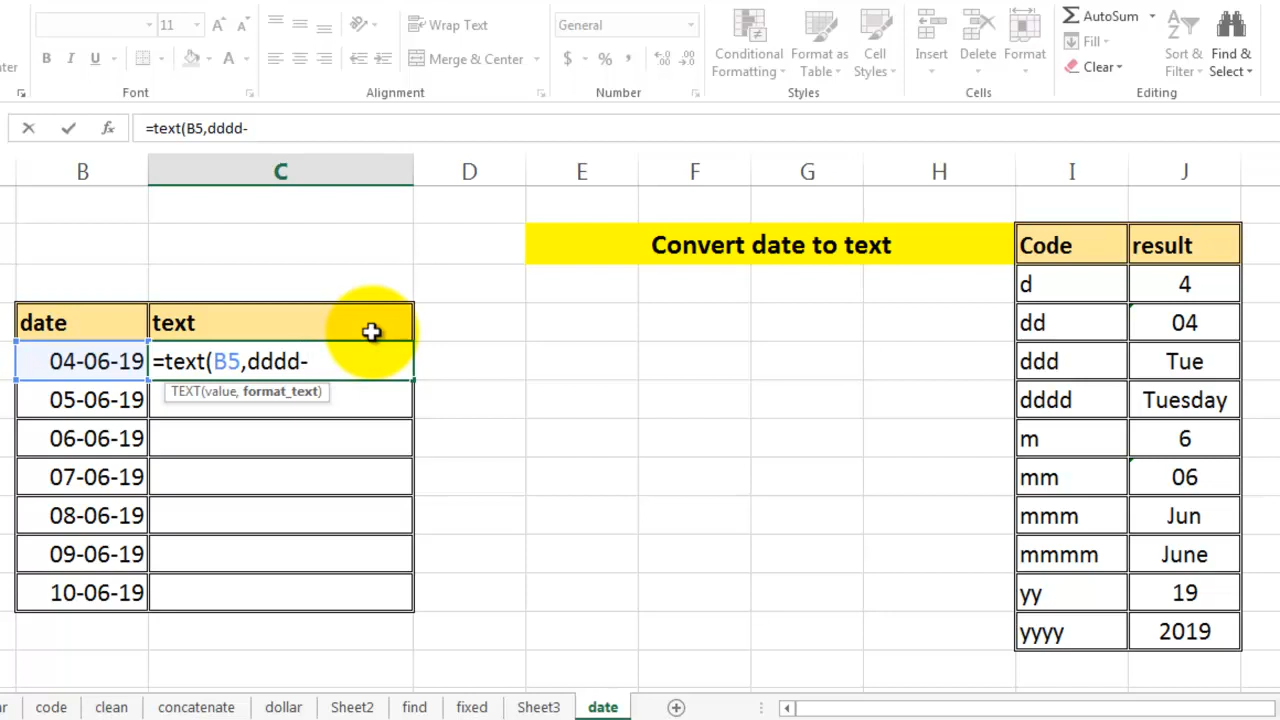 11 A A Wrap Text General AutoSum
Conditional Format as Cell Insert Delete Format Fill Sort & Find &
B I U A Merge & Center $ % , Formatting Table Styles Clear Filter Select
Font Alignment Number Styles Cells Editing
fx =text(B5,dddd-
B C D E F G H I J
Convert date to text Code result
d 4
date text dd 04
04-06-19 =text(B5,dddd- ddd Tue
TEXT(value, format_text)
05-06-19 dddd Tuesday
06-06-19 m 6
07-06-19 mm 06
08-06-19 mmm Jun
09-06-19 mmmm June
10-06-19 yy 19
yyyy 2019
code clean concatenate dollar Sheet2 find fixed Sheet3 date